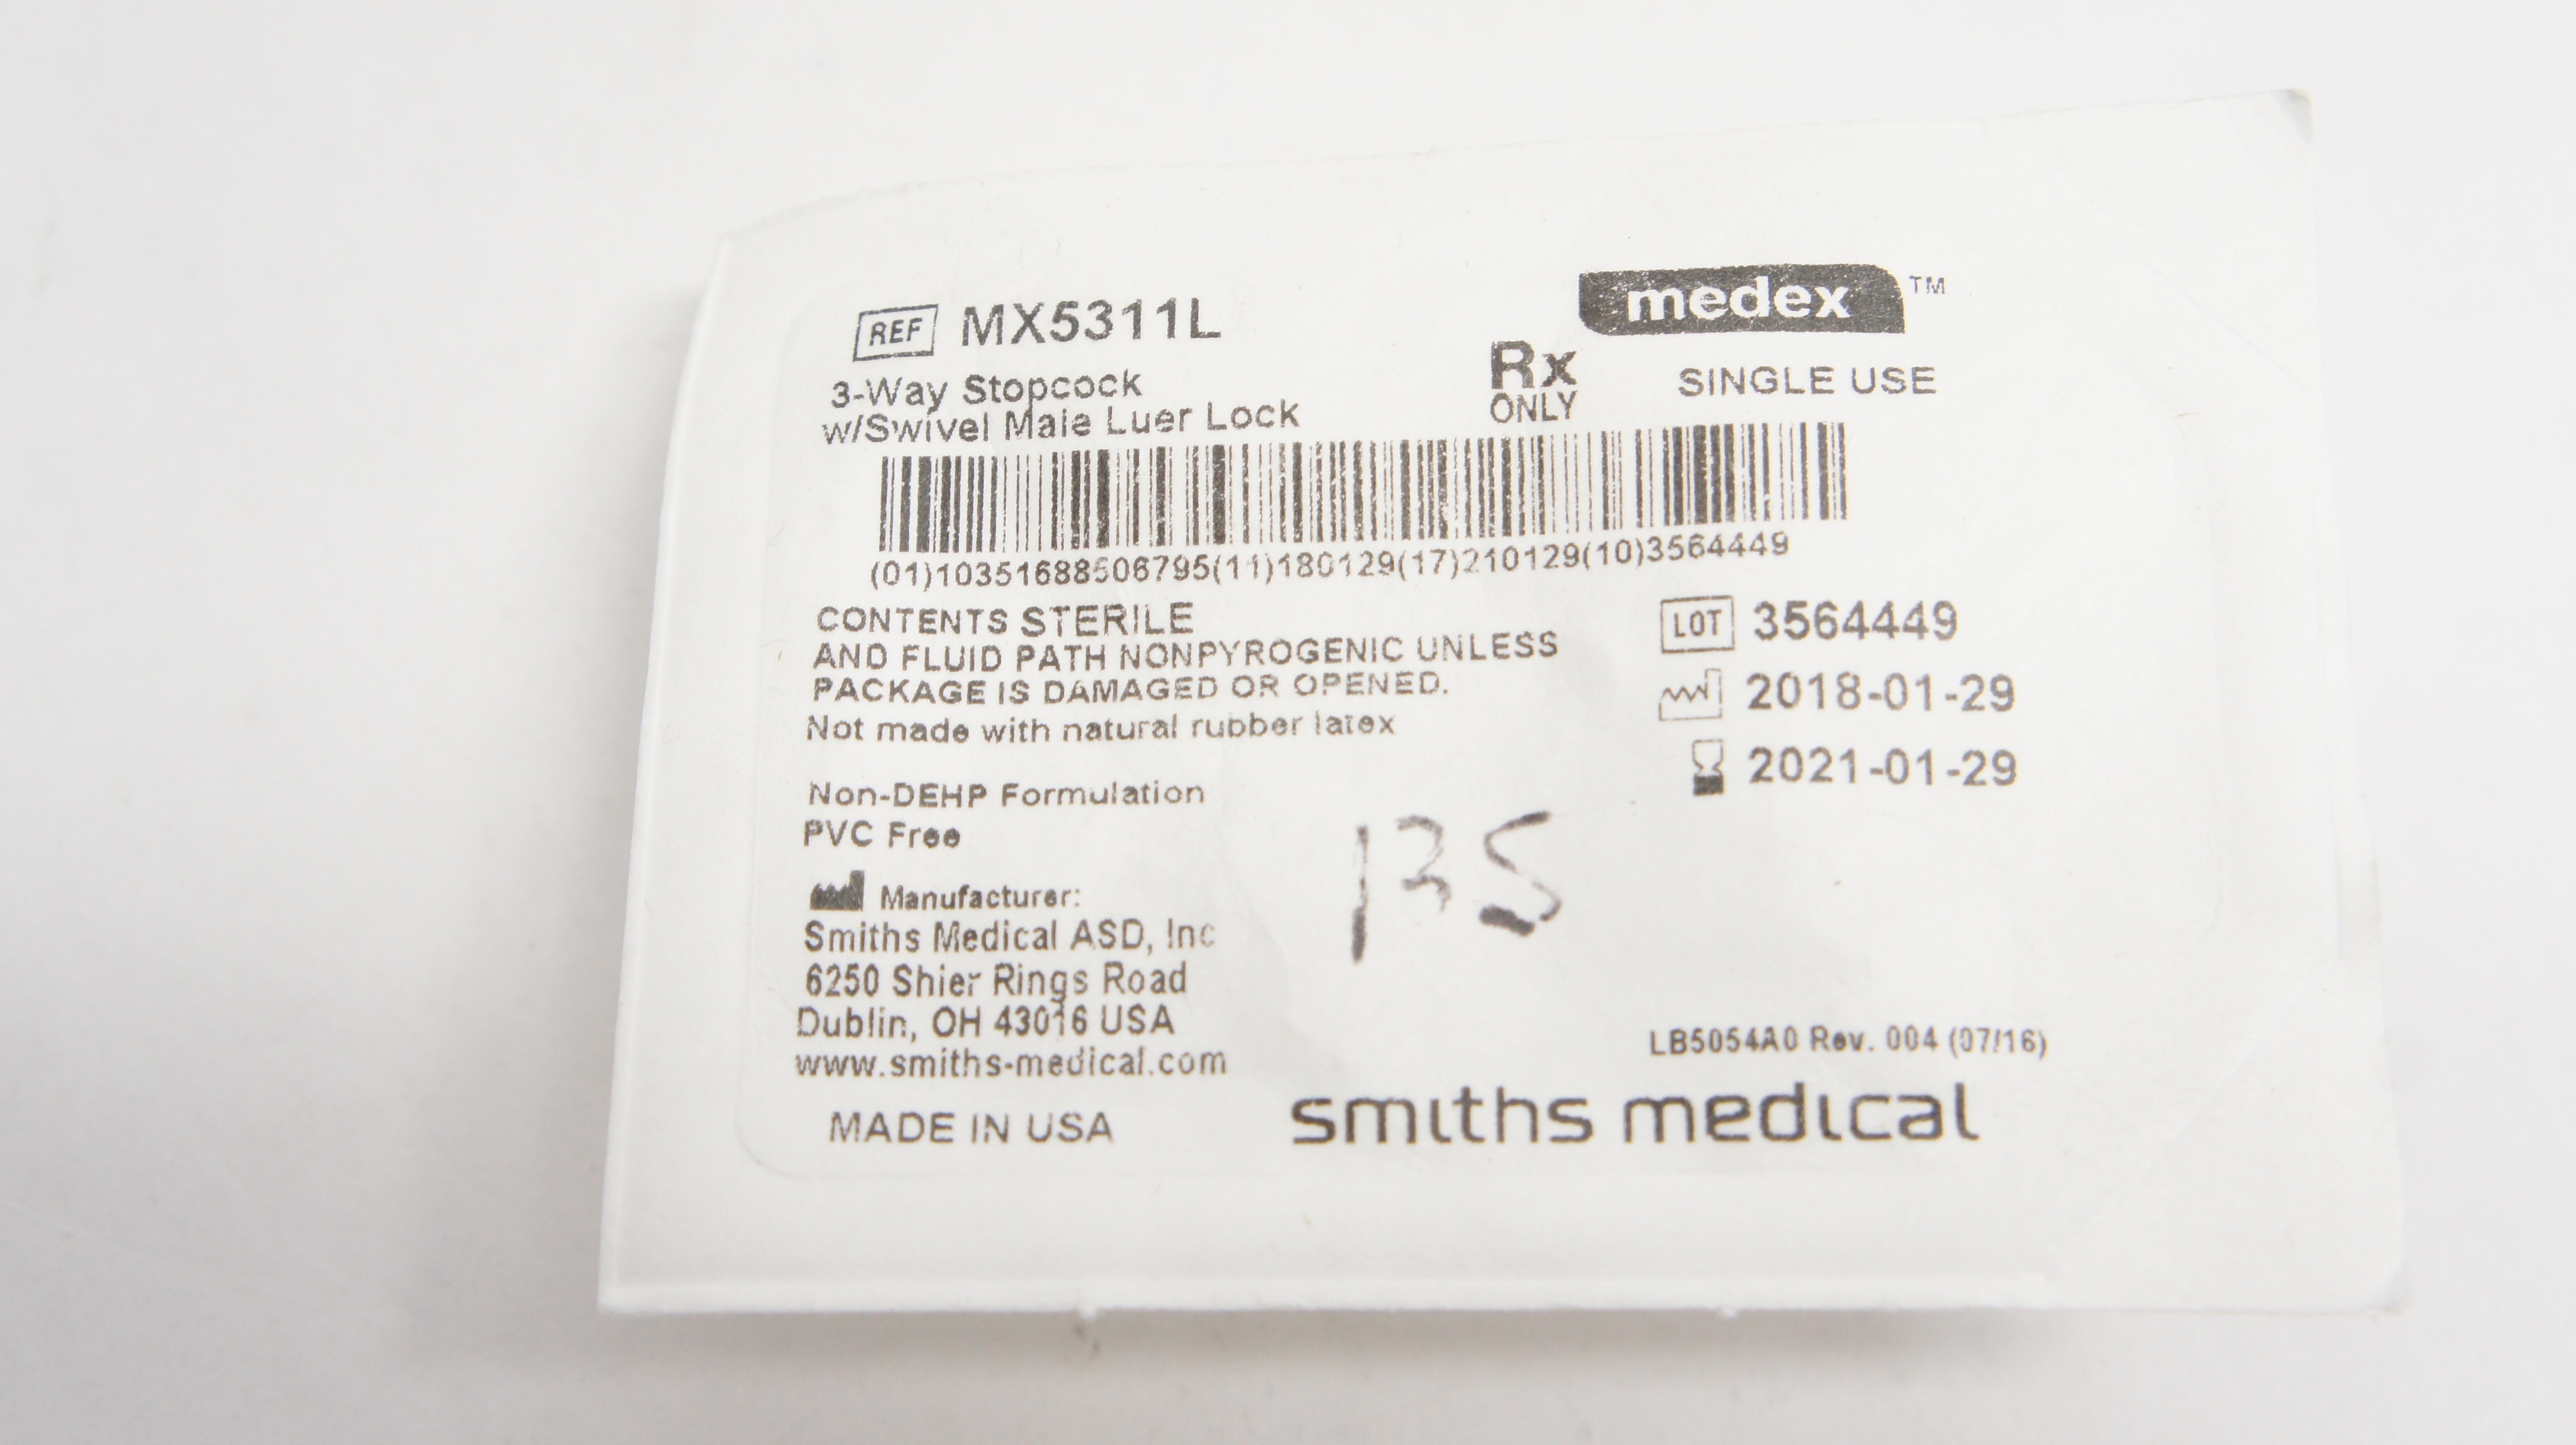 medex™
REF MX5311L
3-Way Stopcock
w/Swivel Male Luer Lock
Rx
ONLY
SINGLE USE
(01)10351688506795(11)180129(17)210129(10)3564449
CONTENTS STERILE
AND FLUID PATH NONPYROGENIC UNLESS
PACKAGE IS DAMAGED OR OPENED.
Not made with natural rubber latex
LOT 3564449
2018-01-29
2021-01-29
Non-DEHP Formulation
PVC Free
135
Manufacturer:
Smiths Medical ASD, Inc
6250 Shier Rings Road
Dublin, OH 43016 USA
www.smiths-medical.com
MADE IN USA
LB5054A0 Rev. 004 (07/16)
smiths medical